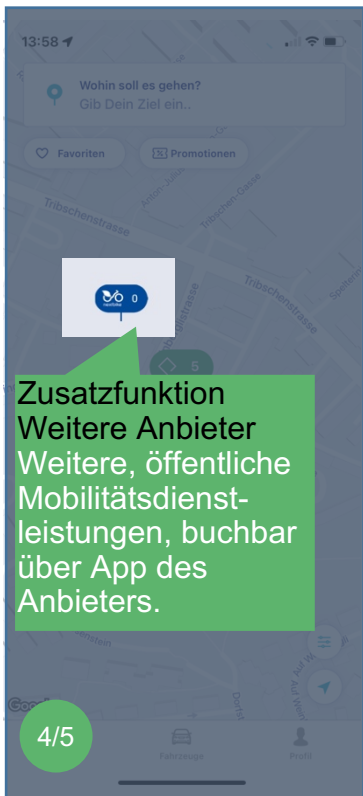 13:58
Wohin soll es gehen?
Gib Dein Ziel ein..
Favoriten
Promotionen
Tribschenstrasse
Tribschen-Gasse
Tribschenstrasse
nextbike
0
5
Zusatzfunktion
Weitere Anbieter
Weitere, öffentliche
Mobilitätsdienst-
leistungen, buchbar
über App des
Anbieters.
4/5
Fahrzeuge
Profil